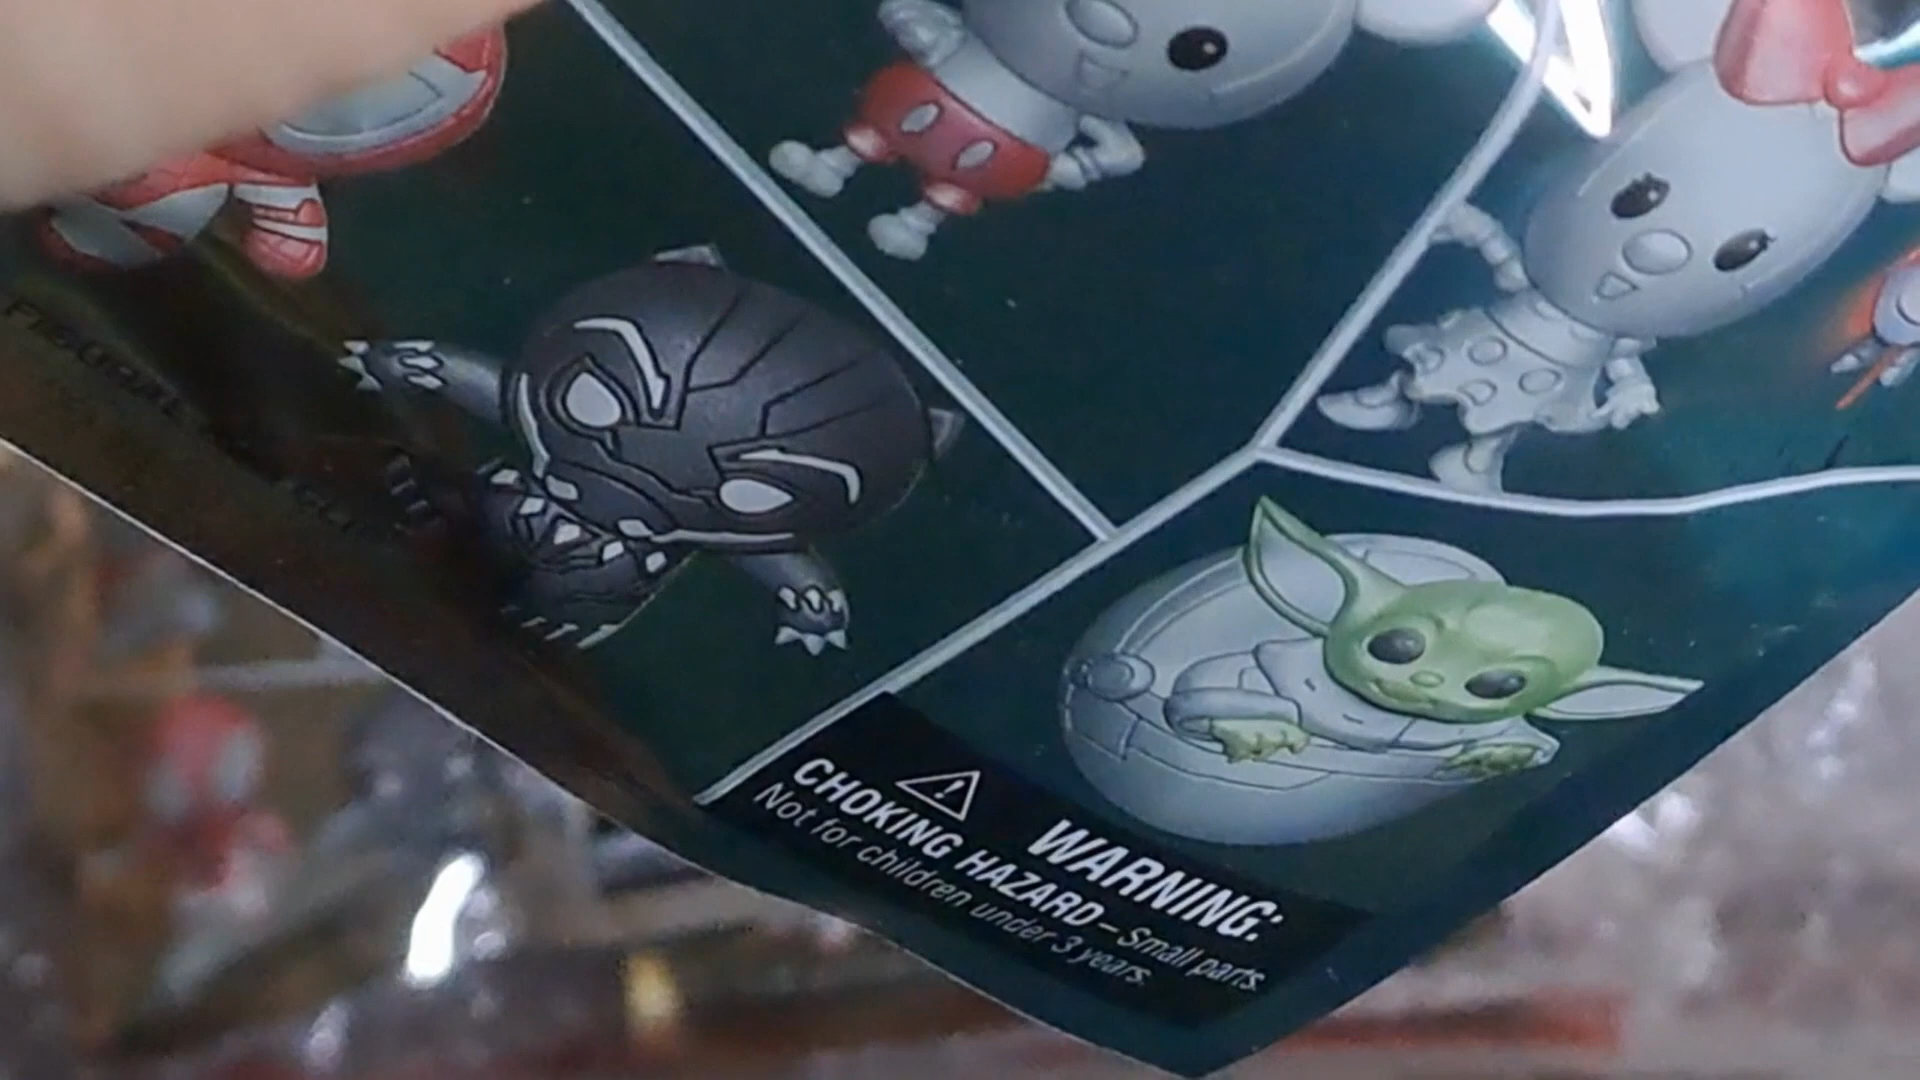 WARNING:
CHOKING HAZARD – Small parts.
Not for children under 3 years.